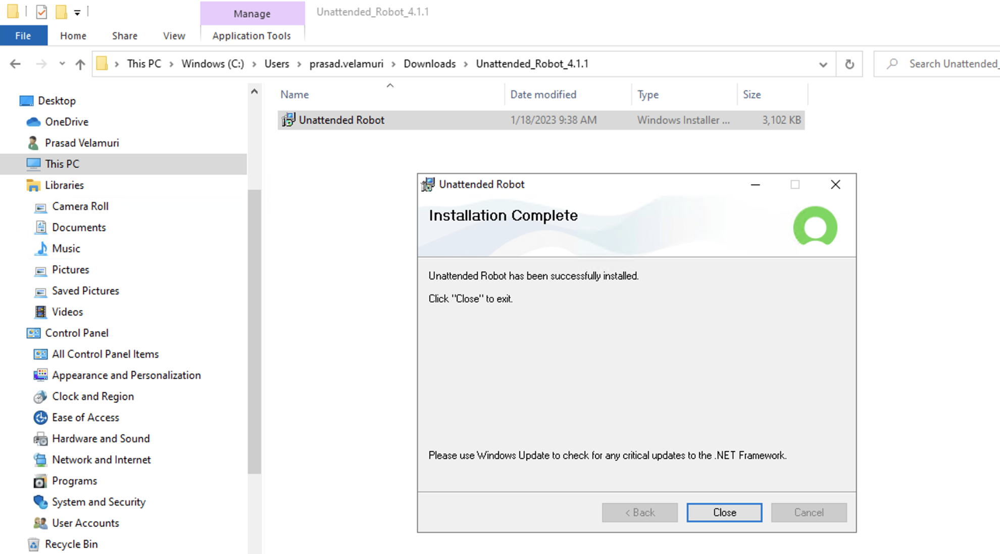 Manage
Unattended_Robot_4.1.1
File Home Share View Application Tools
This PC > Windows (C:) > Users > prasad.velamuri > Downloads > Unattended_Robot_4.1.1
Search Unattended_
Name Date modified Type Size
Unattended Robot 1/18/2023 9:38 AM Windows Installer ... 3,102 KB
Desktop
OneDrive
Prasad Velamuri
This PC
Libraries
Camera Roll
Documents
Music
Pictures
Saved Pictures
Videos
Control Panel
All Control Panel Items
Appearance and Personalization
Clock and Region
Ease of Access
Hardware and Sound
Network and Internet
Programs
System and Security
User Accounts
Recycle Bin
Unattended Robot
Installation Complete
Unattended Robot has been successfully installed.
Click "Close" to exit.
Please use Windows Update to check for any critical updates to the .NET Framework.
< Back Close Cancel